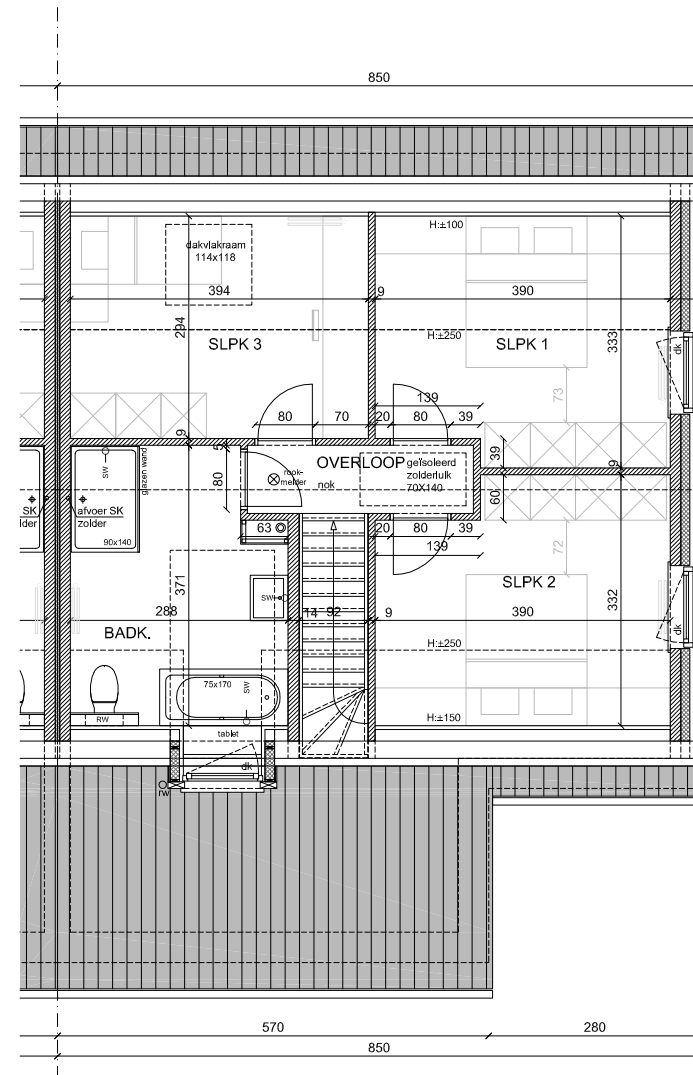 850
H:±100
dakvlakraam
114x118
394
9
390
294
SLPK 3
H:±250
SLPK 1
333
dk
139
73
80
70
20
80
39
9
5
39
9
SW
glazen wand
80
rook-
melder
OVERLOOP
nok
geïsoleerd
zolderluik
70X140
60
SK
zolder
afvoer SK
zolder
90x140
63
20
80
39
139
72
371
SW
SLPK 2
288
14
92
9
390
332
BADK.
H:±250
dk
75x170
SW
RW
H:±150
tablet
dk
rw
570
280
850